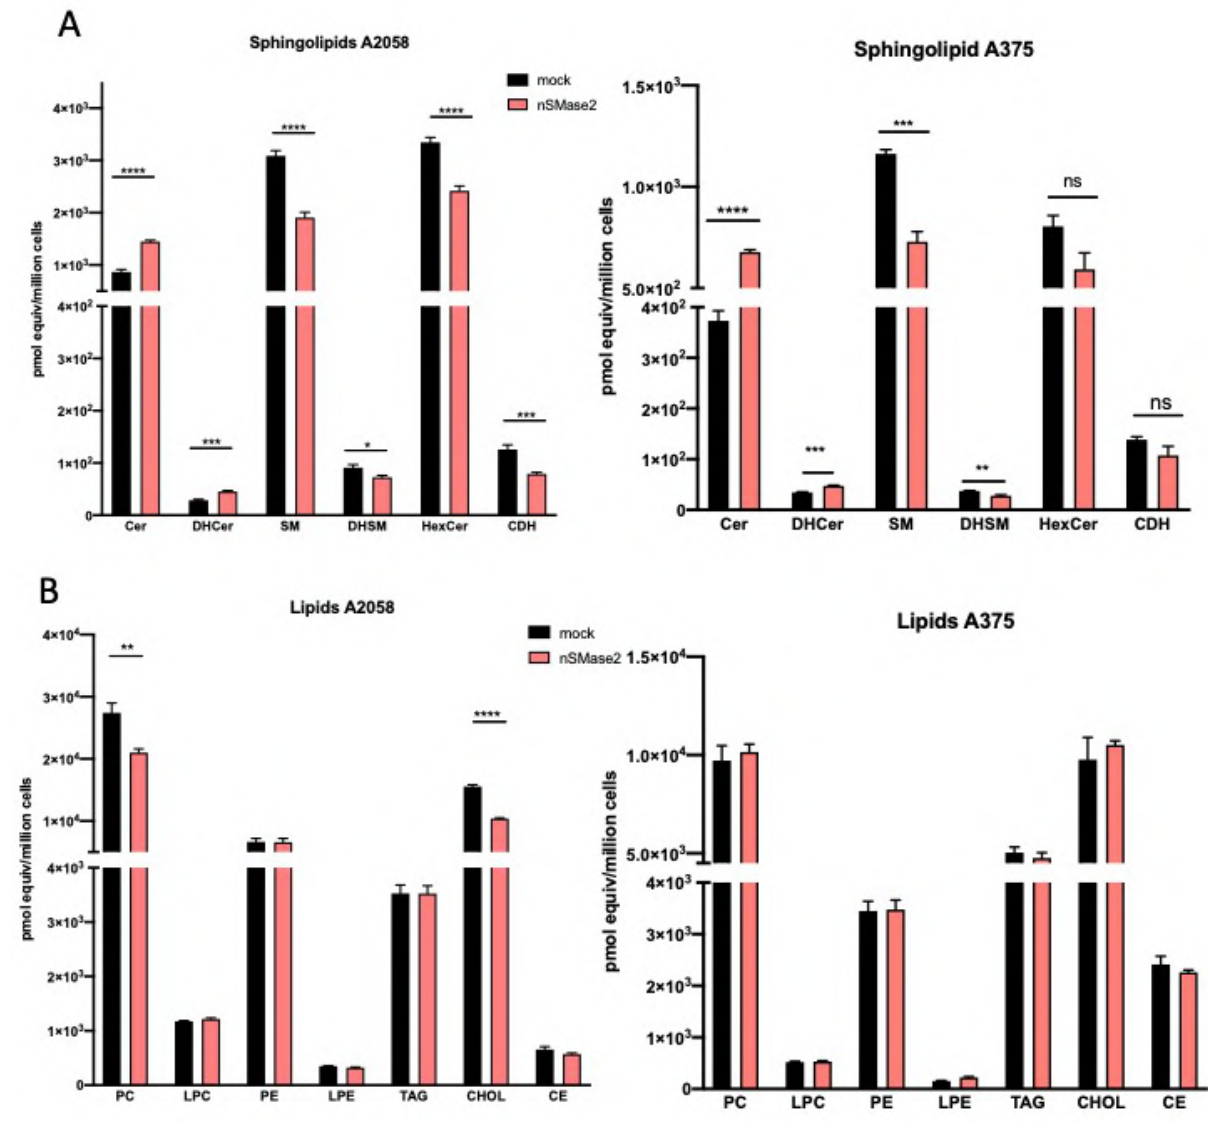 A
Sphingolipids A2058
mock
nSMase2
pmol equiv/million cells
4×10³
3×10³
2×10³
1×10³
4×10²
3×10²
2×10²
1×10²
0
****
***
****
*
****
***
Cer DHCer SM DHSM HexCer CDH
Sphingolipid A375
pmol equiv/million cells
1.5×10³
1.0×10³
5.0×10²
4×10²
3×10²
2×10²
1×10²
0
****
***
***
**
ns
ns
Cer DHCer SM DHSM HexCer CDH
B
Lipids A2058
mock
nSMase2
pmol equiv/million cells
4×10⁴
3×10⁴
2×10⁴
1×10⁴
4×10³
3×10³
2×10³
1×10³
0
**
****
PC LPC PE LPE TAG CHOL CE
Lipids A375
pmol equiv/million cells
1.5×10⁴
1.0×10⁴
5.0×10³
4×10³
3×10³
2×10³
1×10³
0
PC LPC PE LPE TAG CHOL CE